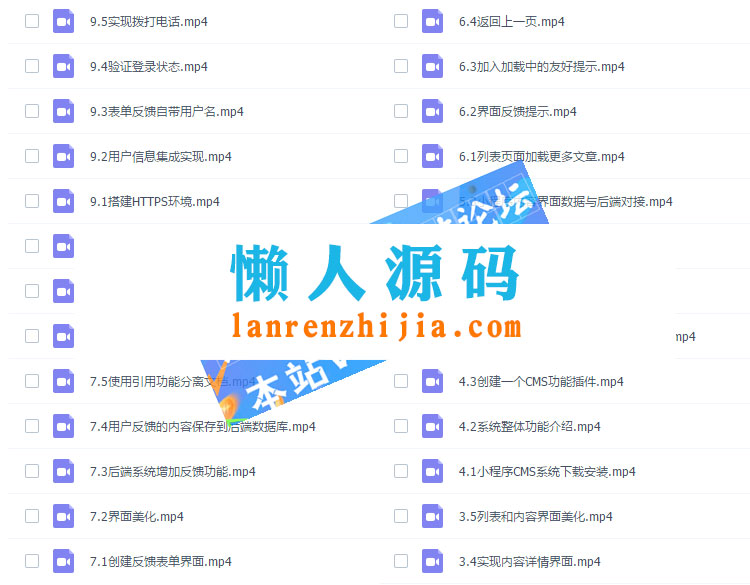 9.5实现拨打电话.mp4
6.4返回上一页.mp4
9.4验证登录状态.mp4
6.3加入加载中的友好提示.mp4
9.3表单反馈自带用户名.mp4
6.2界面反馈提示.mp4
9.2用户信息集成实现.mp4
6.1列表页面加载更多文章.mp4
9.1搭建HTTPS环境.mp4
界面数据与后端对接.mp4
论坛
懒人源码
lanrenzhijia.com
mp4
7.5使用引用功能分离文档.mp4
本站
4.3创建一个CMS功能插件.mp4
7.4用户反馈的内容保存到后端数据库.mp4
4.2系统整体功能介绍.mp4
7.3后端系统增加反馈功能.mp4
4.1小程序CMS系统下载安装.mp4
7.2界面美化.mp4
3.5列表和内容界面美化.mp4
7.1创建反馈表单界面.mp4
3.4实现内容详情界面.mp4